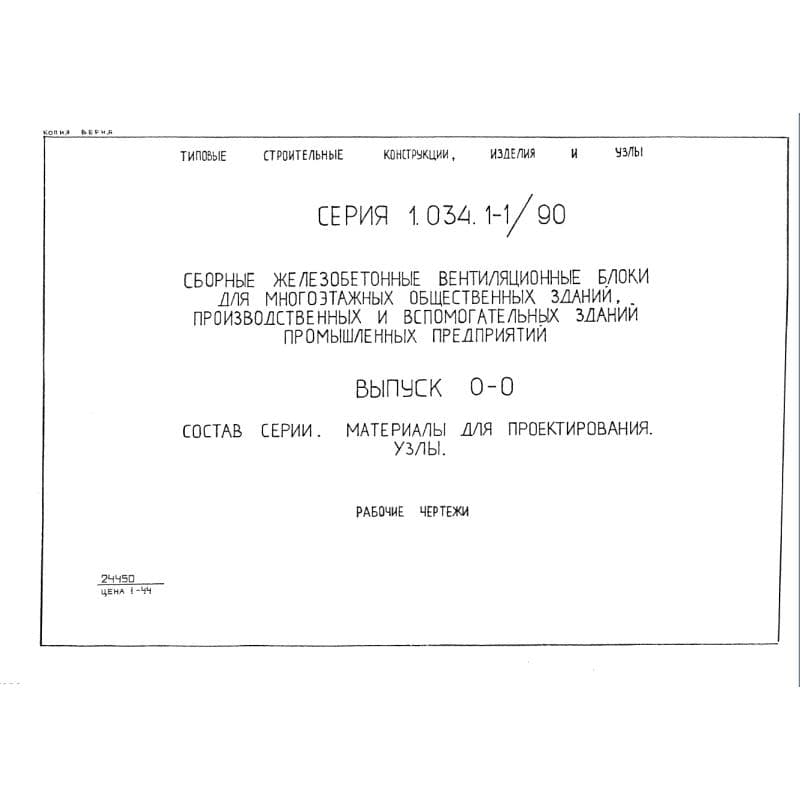 КОПИЯ ВЕРНА
ТИПОВЫЕ СТРОИТЕЛЬНЫЕ КОНСТРУКЦИИ, ИЗДЕЛИЯ И УЗЛЫ
СЕРИЯ 1.034.1-1/90
СБОРНЫЕ ЖЕЛЕЗОБЕТОННЫЕ ВЕНТИЛЯЦИОННЫЕ БЛОКИ
ДЛЯ МНОГОЭТАЖНЫХ ОБЩЕСТВЕННЫХ ЗДАНИЙ,
ПРОИЗВОДСТВЕННЫХ И ВСПОМОГАТЕЛЬНЫХ ЗДАНИЙ
ПРОМЫШЛЕННЫХ ПРЕДПРИЯТИЙ
ВЫПУСК 0-0
СОСТАВ СЕРИИ. МАТЕРИАЛЫ ДЛЯ ПРОЕКТИРОВАНИЯ.
УЗЛЫ.
РАБОЧИЕ ЧЕРТЕЖИ
24450
ЦЕНА 1-44